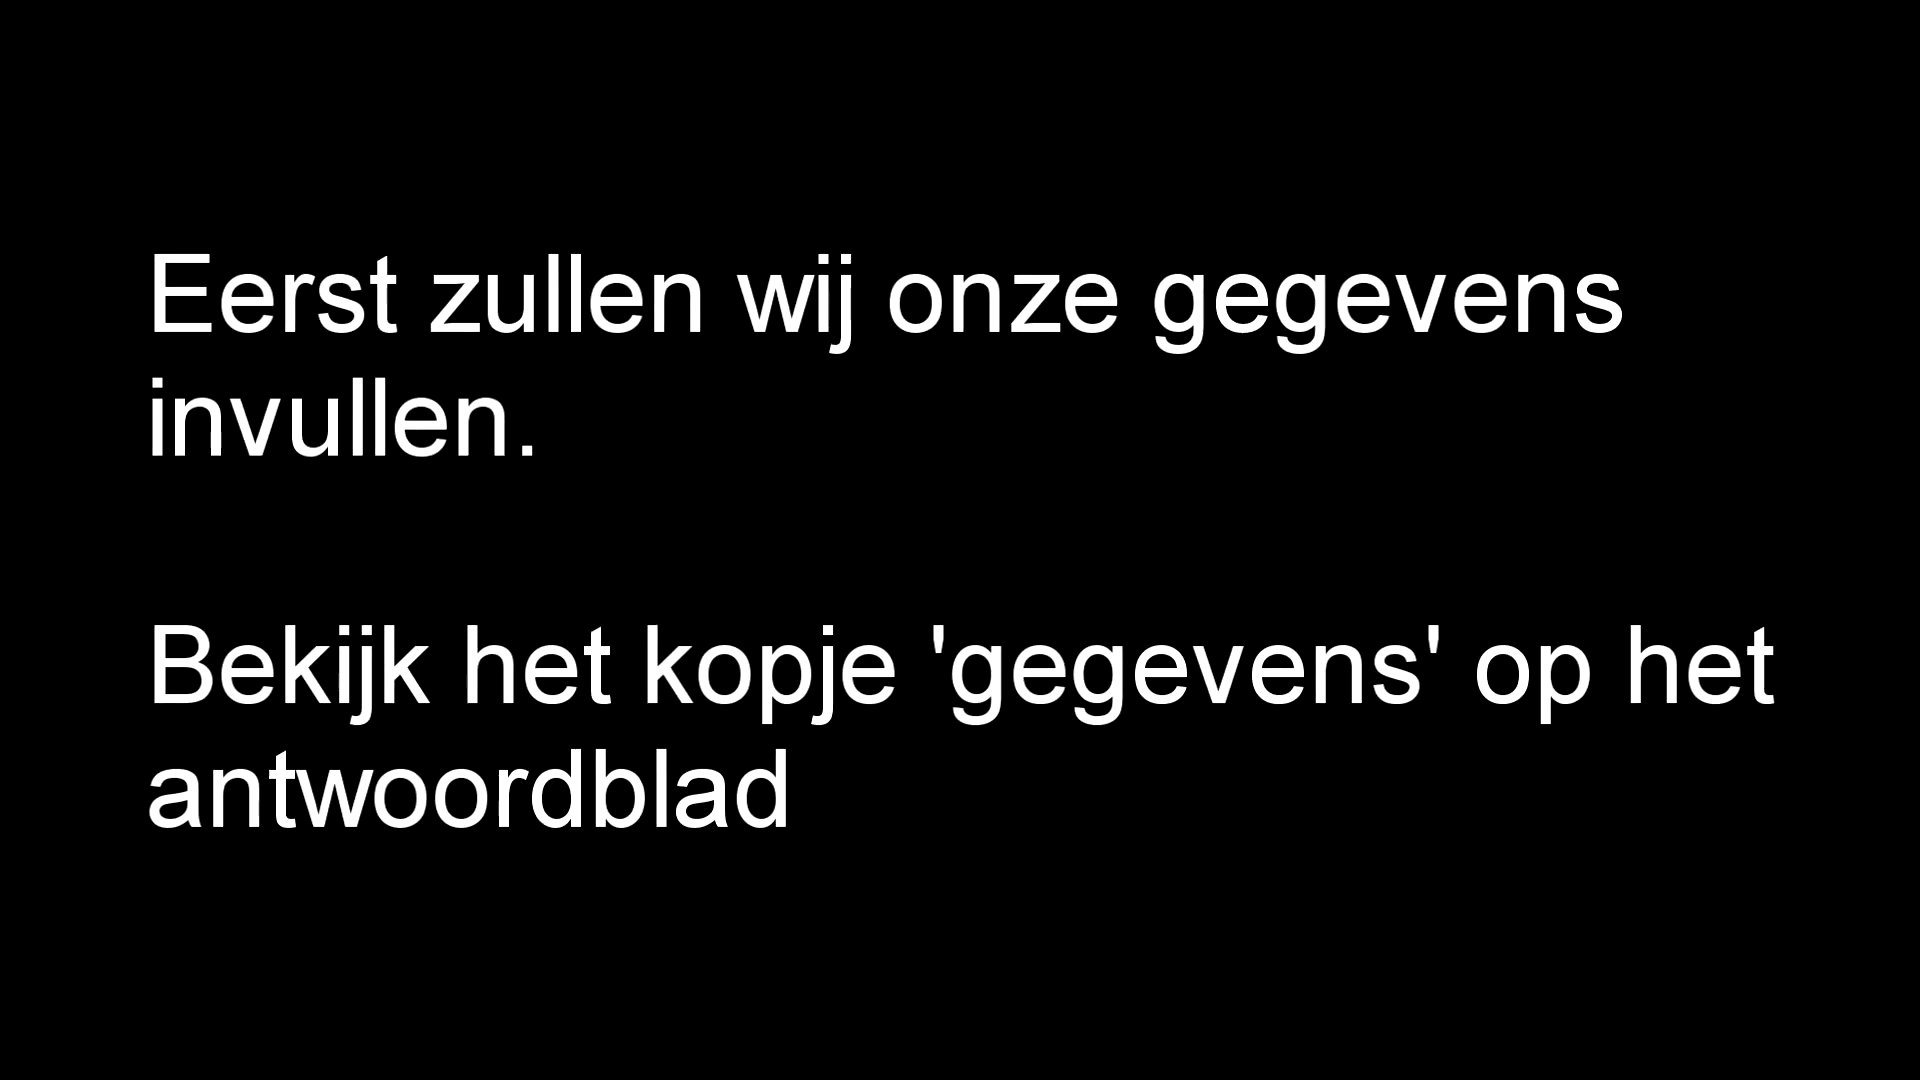 Eerst zullen wij onze gegevens
invullen.
Bekijk het kopje 'gegevens' op het
antwoordblad